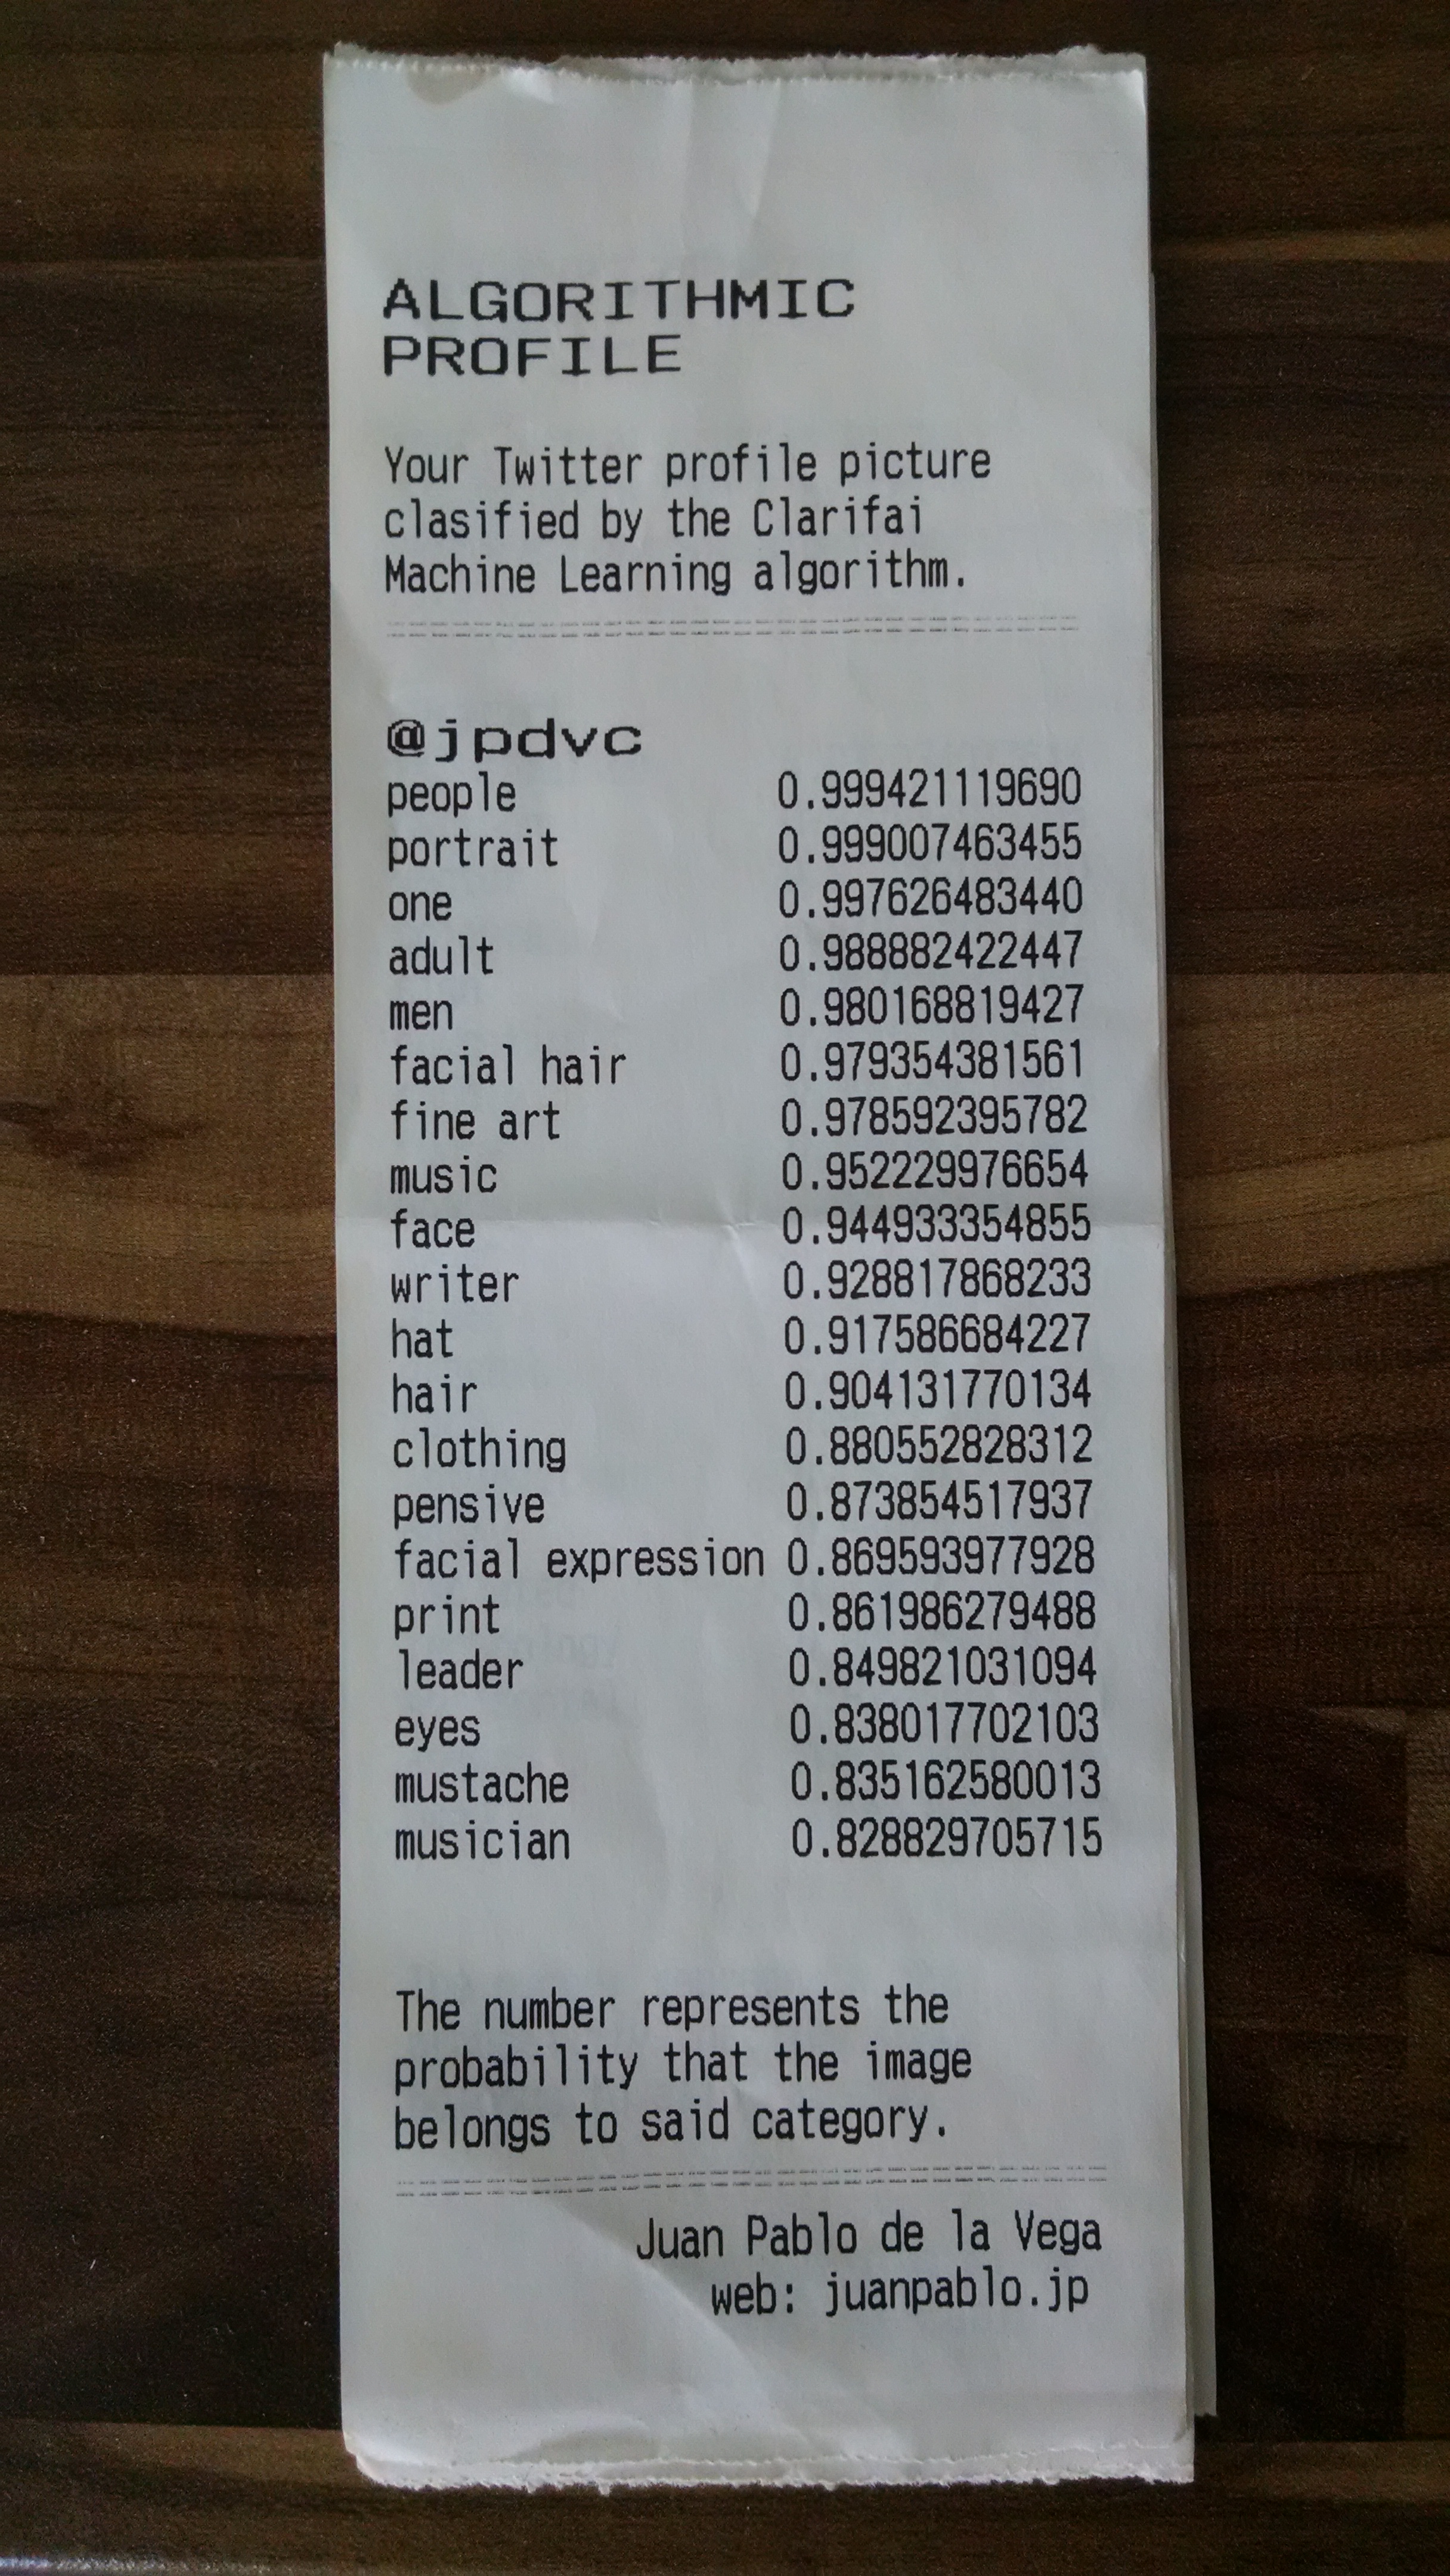 ALGORITHMIC
PROFILE
Your Twitter profile picture
clasified by the Clarifai
Machine Learning algorithm.
@jpdvc
people 0.999421119690
portrait 0.999007463455
one 0.997626483440
adult 0.988882422447
men 0.980168819427
facial hair 0.979354381561
fine art 0.978592395782
music 0.952229976654
face 0.944933354855
writer 0.928817868233
hat 0.917586684227
hair 0.904131770134
clothing 0.880552828312
pensive 0.873854517937
facial expression 0.869593977928
print 0.861986279488
leader 0.849821031094
eyes 0.838017702103
mustache 0.835162580013
musician 0.828829705715
The number represents the
probability that the image
belongs to said category.
Juan Pablo de la Vega
web: juanpablo.jp